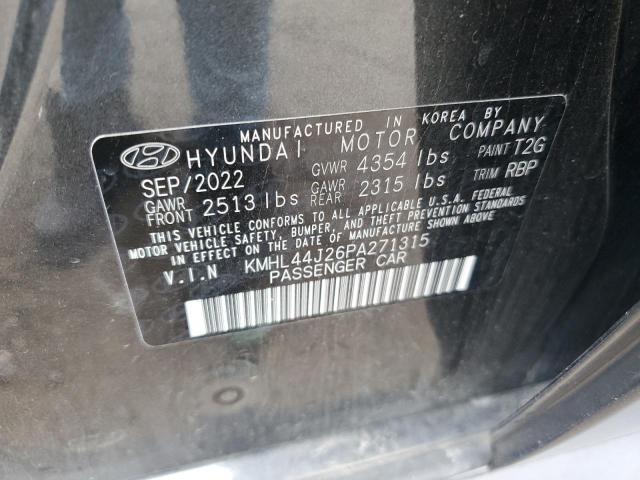 MANUFACTURED IN KOREA BY
HYUNDAI MOTOR COMPANY
SEP/2022 GVWR 4354 lbs PAINT T2G
GAWR FRONT 2513 lbs GAWR REAR 2315 lbs TRIM RBP
THIS VEHICLE CONFORMS TO ALL APPLICABLE U.S.A. FEDERAL
MOTOR VEHICLE SAFETY, BUMPER, AND THEFT PREVENTION
STANDARDS IN EFFECT ON THE DATE OF MANUFACTURE SHOWN ABOVE.
V.I.N KMHL44J26PA271315
PASSENGER CAR